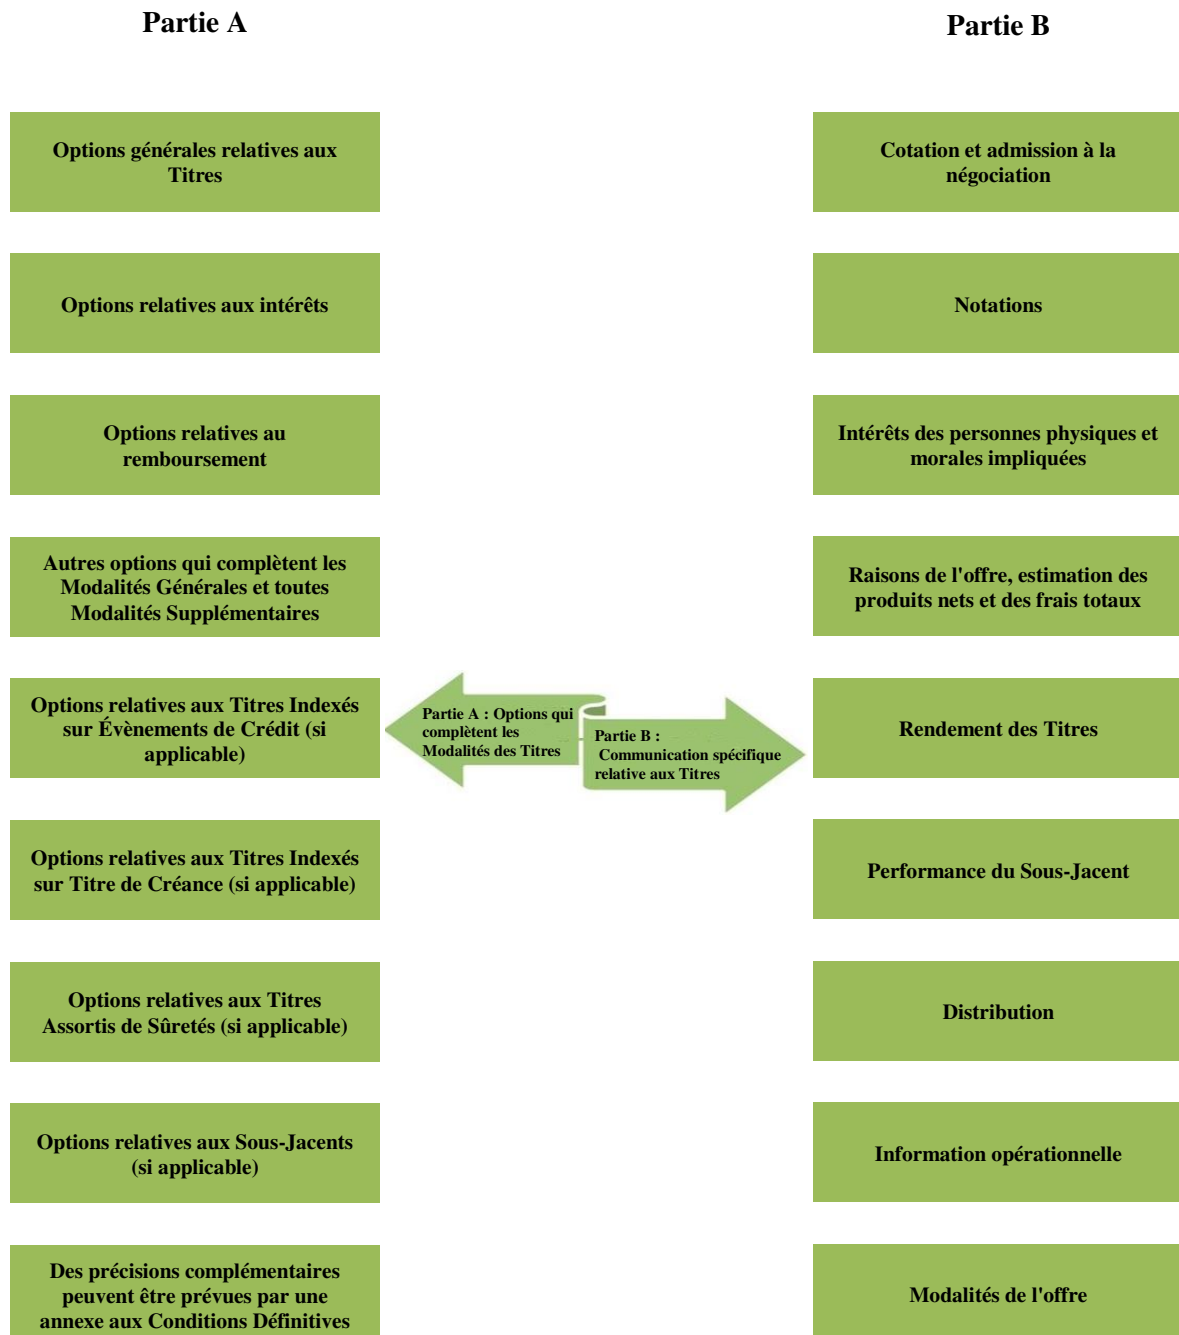 Partie A
Partie B
Options générales relatives aux
Titres
Options relatives aux intérêts
Options relatives au
remboursement
Autres options qui complètent les
Modalités Générales et toutes
Modalités Supplémentaires
Options relatives aux Titres Indexés
sur Évènements de Crédit (si
applicable)
Options relatives aux Titres Indexés
sur Titre de Créance (si applicable)
Options relatives aux Titres
Assortis de Sûretés (si applicable)
Options relatives aux Sous-Jacents
(si applicable)
Des précisions complémentaires
peuvent être prévues par une
annexe aux Conditions Définitives
Partie A : Options qui
complètent les
Modalités des Titres
Partie B :
Communication spécifique
relative aux Titres
Cotation et admission à la
négociation
Notations
Intérêts des personnes physiques et
morales impliquées
Raisons de l'offre, estimation des
produits nets et des frais totaux
Rendement des Titres
Performance du Sous-Jacent
Distribution
Information opérationnelle
Modalités de l'offre